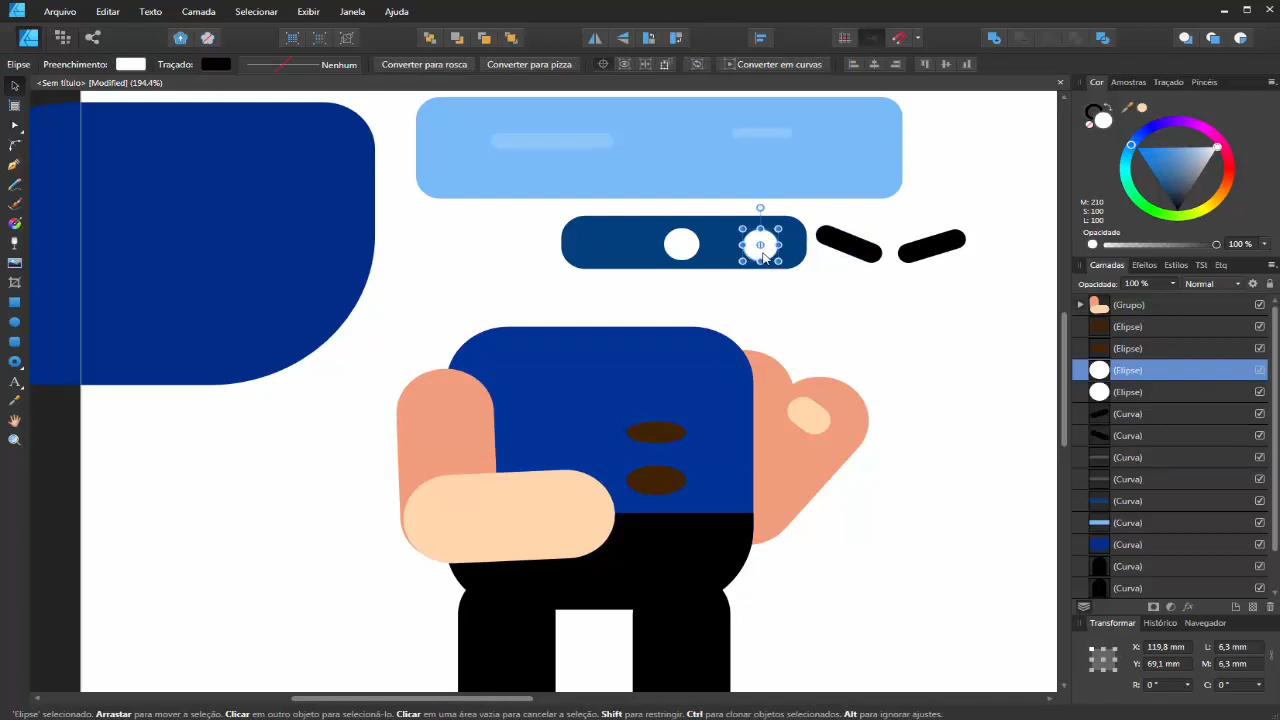 Arquivo Editar Texto Camada Selecionar Exibir Janela Ajuda
Elipse Preenchimento: Traçado: Nenhum Converter para rosca Converter para pizza Converter em curvas
<Sem título> [Modified] (194.4%)
Cor Amostras Traçado Pincéis
M: 210
S: 100
L: 100
Opacidade
100 %
Camadas Efeitos Estilos TSt Etq
Opacidade: 100 % Normal
(Grupo)
(Elipse)
(Elipse)
(Elipse)
(Elipse)
(Curva)
(Curva)
(Curva)
(Curva)
(Curva)
(Curva)
(Curva)
(Curva)
(Curva)
Transformar Histórico Navegador
X: 119,8 mm L: 6,3 mm
Y: 69,1 mm M: 6,3 mm
R: 0 ° C: 0 °
'Elipse' selecionado. Arrastar para mover a seleção. Clicar em outro objeto para selecioná-lo. Clicar em uma área vazia para cancelar a seleção. Shift para restringir. Ctrl para clonar objetos selecionados. Alt para ignorar ajustes.